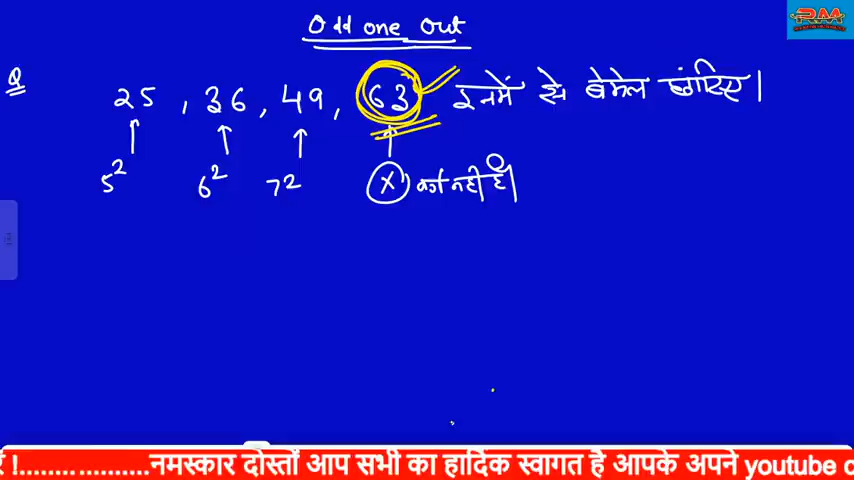 Odd one out
RMA
Q 25 , 36 , 49 , 63 इनमें से बेमेल छांटिए।
5² 6² 7² X वर्ग नही है।
रे !...................नमस्कार दोस्तों आप सभी का हार्दिक स्वागत है आपके अपने youtube c